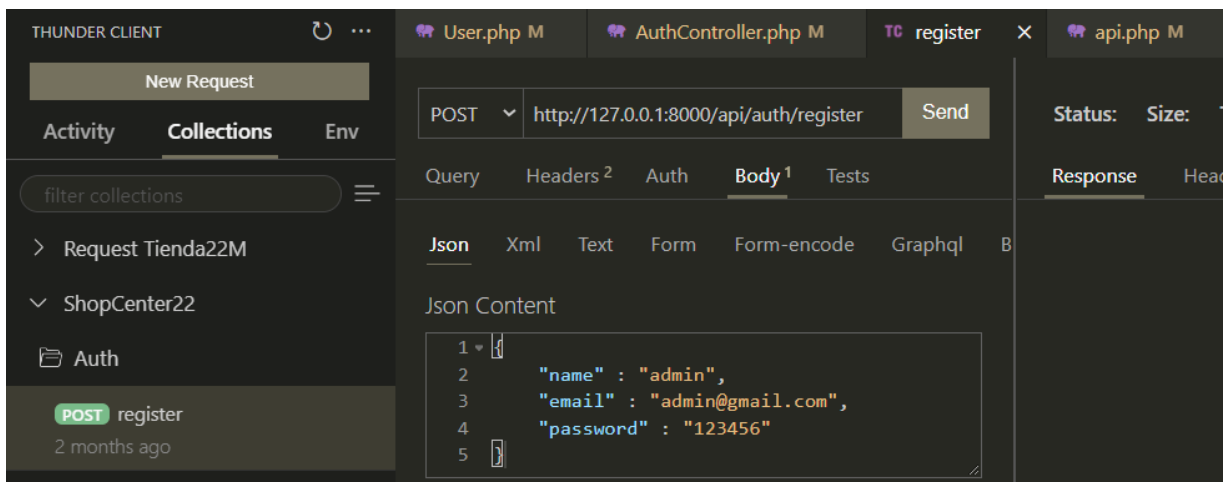 THUNDER CLIENT
New Request
Activity Collections Env
filter collections
Request Tienda22M
ShopCenter22
Auth
POST register
2 months ago
User.php M AuthController.php M TC register × api.php M
POST http://127.0.0.1:8000/api/auth/register Send
Query Headers 2 Auth Body 1 Tests
Json Xml Text Form Form-encode Graphql B
Json Content
1 {
2 "name" : "admin",
3 "email" : "admin@gmail.com",
4 "password" : "123456"
5 }
Status: Size:
Response Head